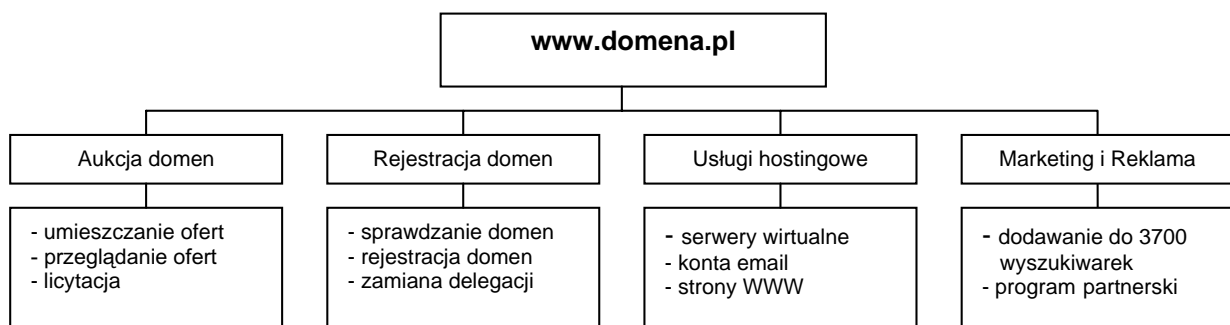 www.domena.pl
Aukcja domen
Rejestracja domen
Usługi hostingowe
Marketing i Reklama
- umieszczanie ofert
- przeglądanie ofert
- licytacja
- sprawdzanie domen
- rejestracja domen
- zamiana delegacji
- serwery wirtualne
- konta email
- strony WWW
- dodawanie do 3700
wyszukiwarek
- program partnerski